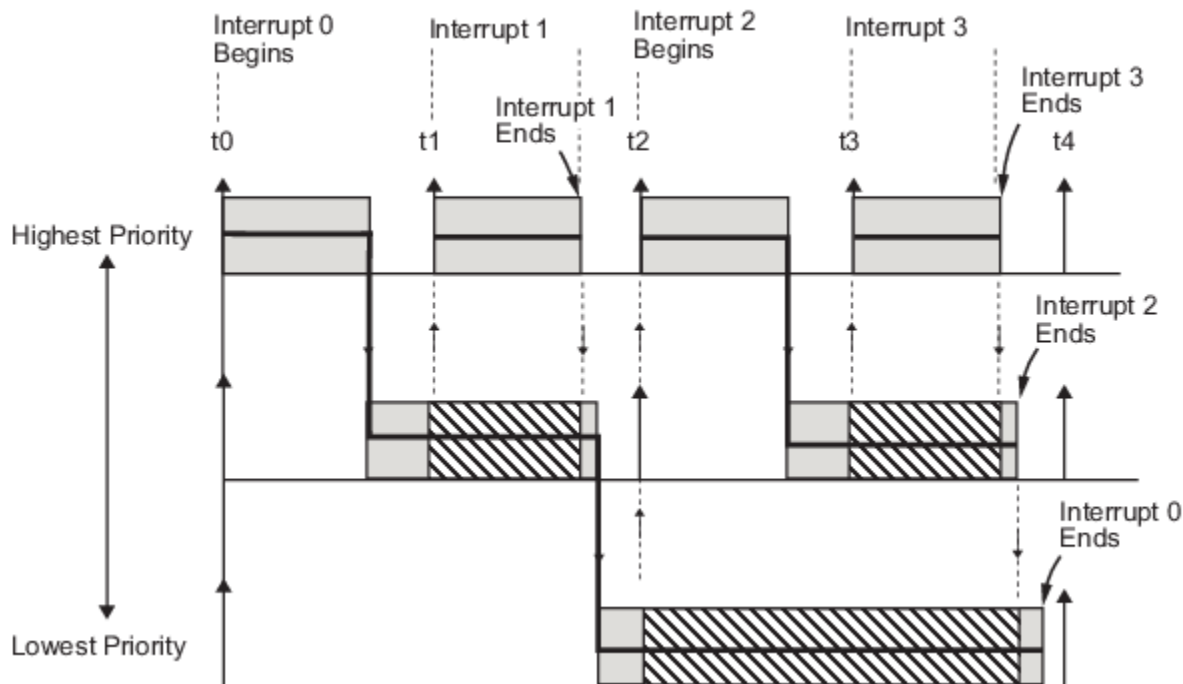 Interrupt 0
Begins
Interrupt 1
Interrupt 2
Begins
Interrupt 3
Interrupt 1
Ends
Interrupt 3
Ends
t0
t1
t2
t3
t4
Highest Priority
Interrupt 2
Ends
Interrupt 0
Ends
Lowest Priority